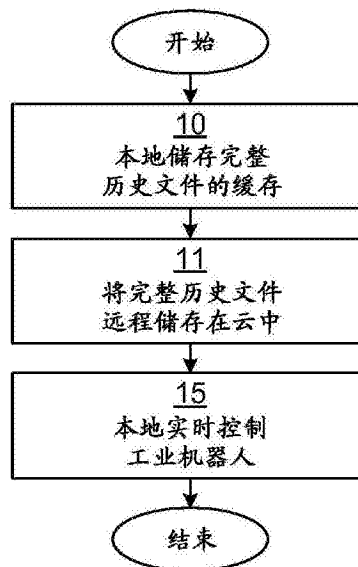 开始
10
本地储存完整
历史文件的缓存
11
将完整历史文件
远程储存在云中
15
本地实时控制
工业机器人
结束